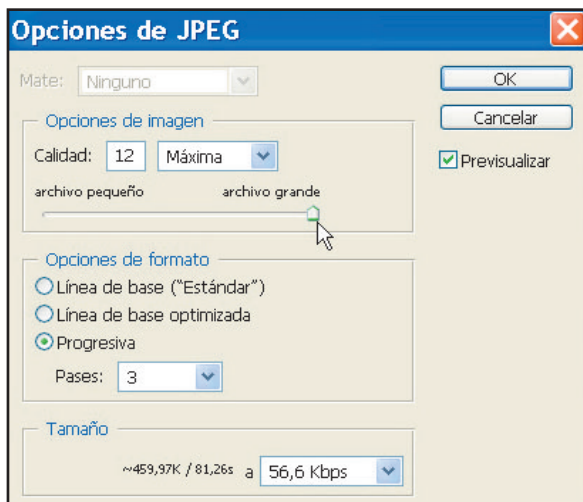 Opciones de JPEG
Mate: Ninguno
OK
Cancelar
Previsualizar
Opciones de imagen
Calidad: 12 Máxima
archivo pequeño archivo grande
Opciones de formato
Línea de base ("Estándar")
Línea de base optimizada
Progresiva
Pases: 3
Tamaño
~459,97K / 81,26s a 56,6 Kbps